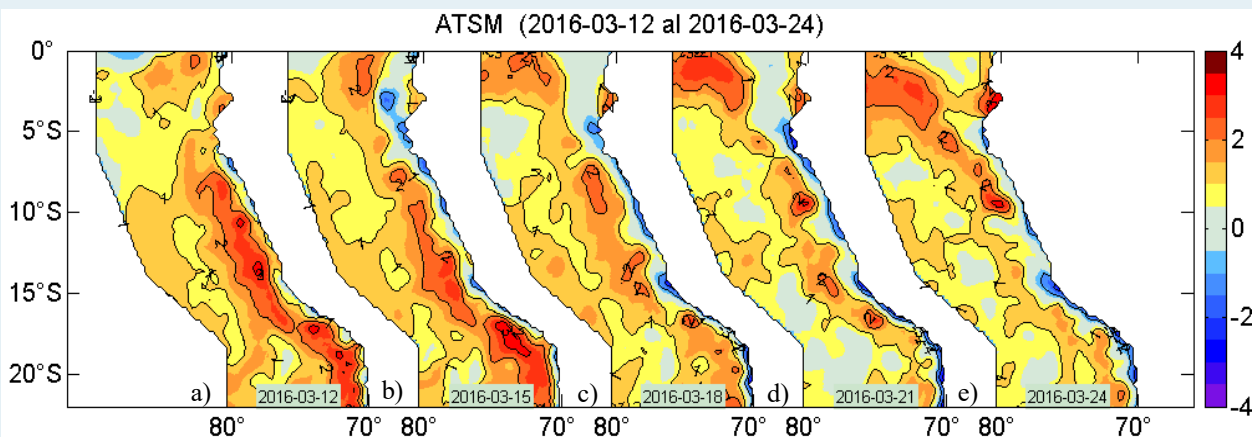 ATSM (2016-03-12 al 2016-03-24)
0°
5°S
10°S
15°S
20°S
a) 2016-03-12 b) 2016-03-15 c) 2016-03-18 d) 2016-03-21 e) 2016-03-24
80° 70° 80° 70° 80° 70° 80° 70° 80° 70°
4
2
0
-2
-4